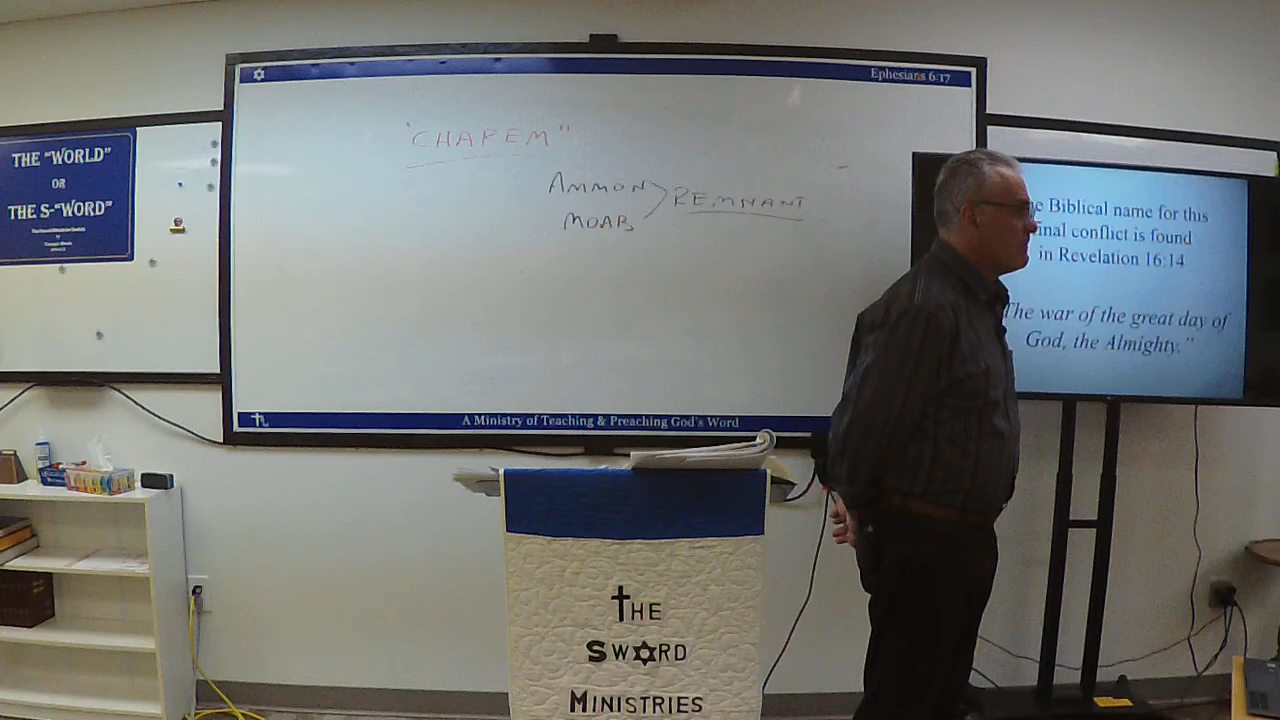 Ephesians 6:17
THE "WORLD"
OR
THE S-"WORD"
"CHAREM"
AMMON
MOAB
REMNANT
Biblical name for this
final conflict is found
in Revelation 16:14
"The war of the great day of
God, the Almighty."
A Ministry of Teaching & Preaching God's Word
THE
SWORD
MINISTRIES